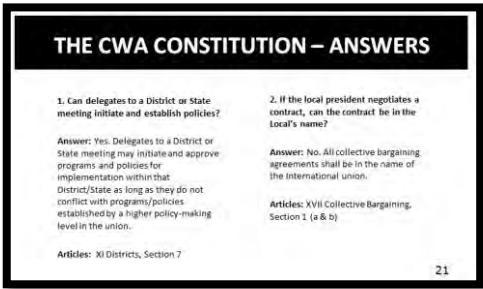 THE CWA CONSTITUTION – ANSWERS
1. Can delegates to a District or State
meeting initiate and establish policies?
Answer: Yes. Delegates to a District or
State meeting may initiate and approve
programs and policies for
implementation within that
District/State as long as they do not
conflict with programs/policies
established by a higher policy-making
level in the union.
Articles: XI Districts, Section 7
2. If the local president negotiates a
contract, can the contract be in the
Local's name?
Answer: No. All collective bargaining
agreements shall be in the name of
the International union.
Articles: XVII Collective Bargaining,
Section 1 (a & b)
21